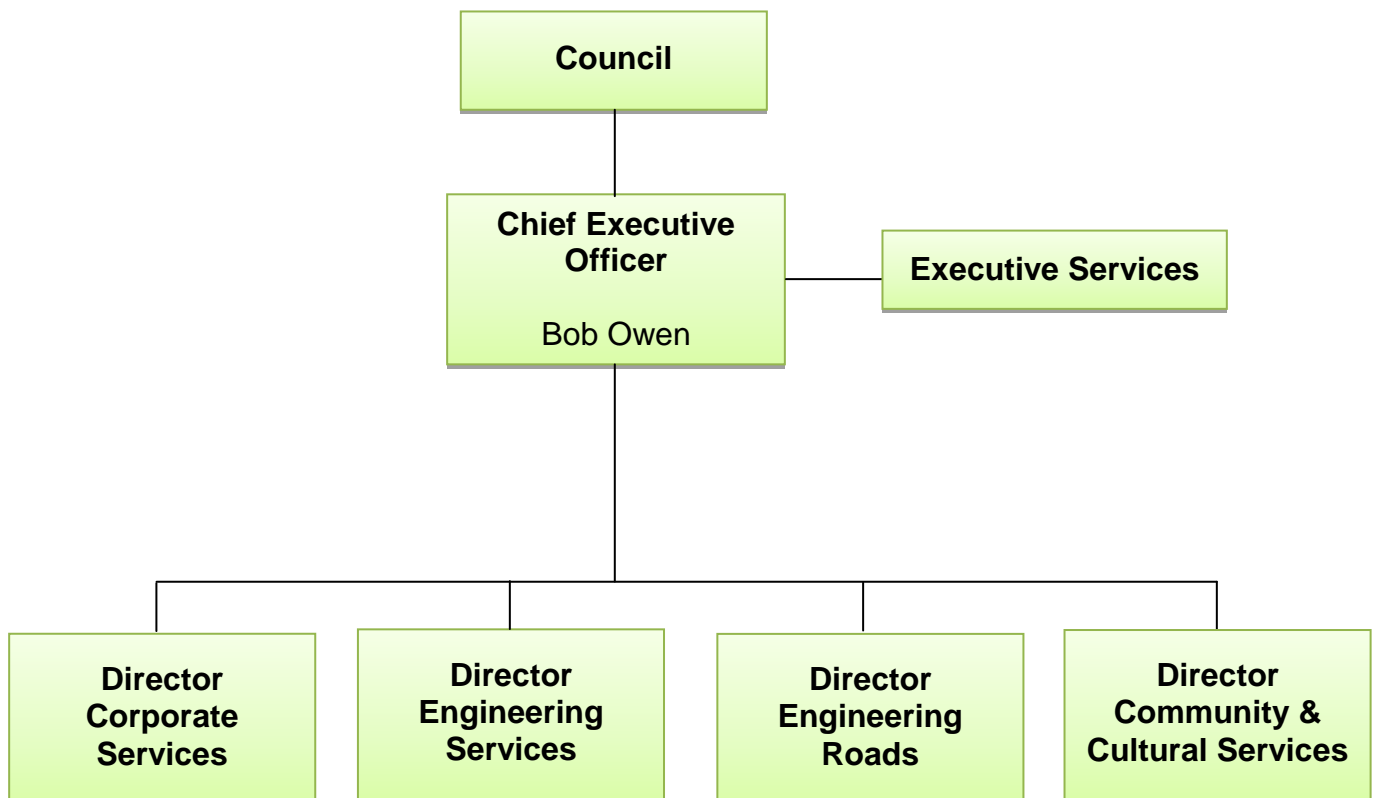 Council
Chief Executive
Officer
Bob Owen
Executive Services
Director
Corporate
Services
Director
Engineering
Services
Director
Engineering
Roads
Director
Community &
Cultural Services